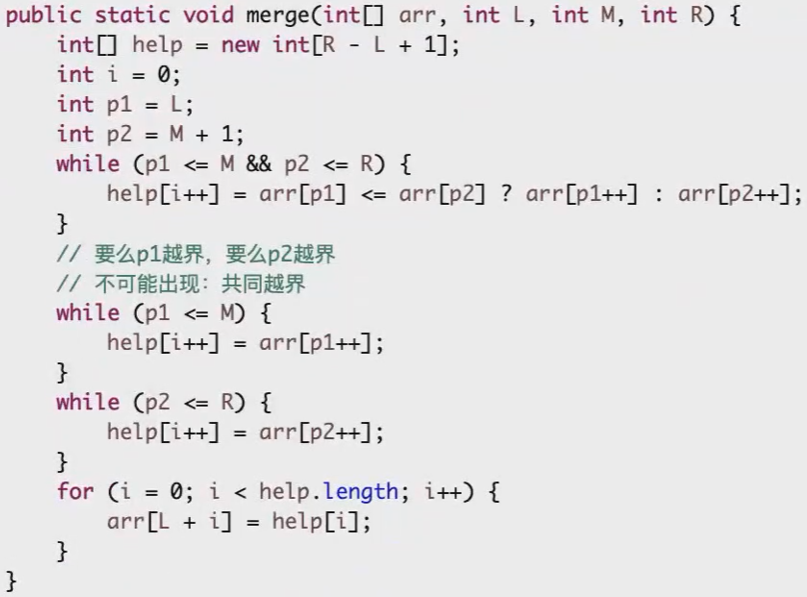 public static void merge(int[] arr, int L, int M, int R) {
    int[] help = new int[R - L + 1];
    int i = 0;
    int p1 = L;
    int p2 = M + 1;
    while (p1 <= M && p2 <= R) {
        help[i++] = arr[p1] <= arr[p2] ? arr[p1++] : arr[p2++];
    }
    // 要么p1越界，要么p2越界
    // 不可能出现：共同越界
    while (p1 <= M) {
        help[i++] = arr[p1++];
    }
    while (p2 <= R) {
        help[i++] = arr[p2++];
    }
    for (i = 0; i < help.length; i++) {
        arr[L + i] = help[i];
    }
}